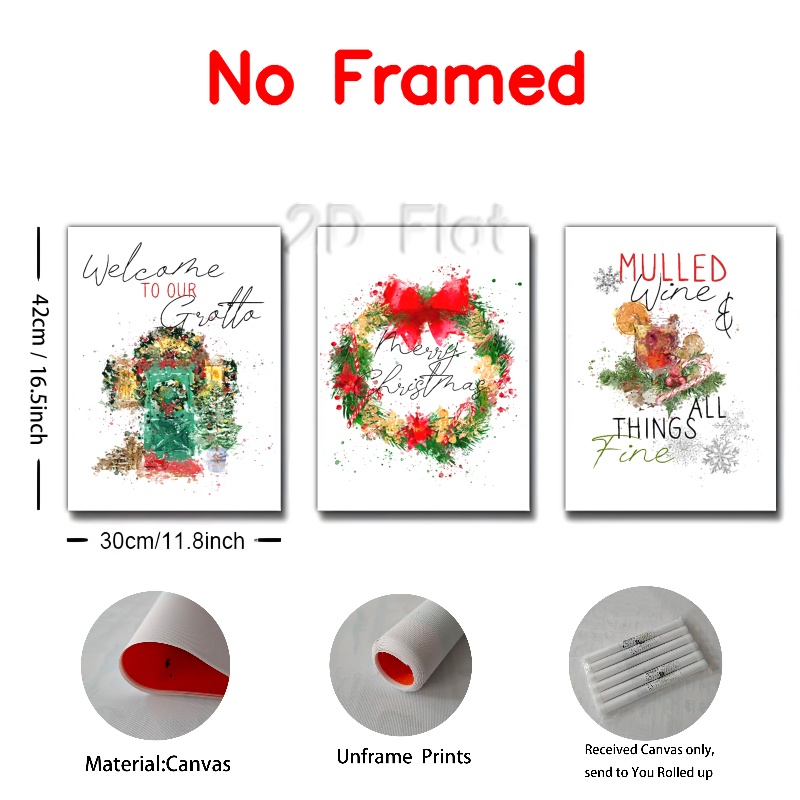 No Framed
2D Flat
42cm / 16.5inch
Welcome
TO OUR
Grotto
Merry
Christmas
MULLED
Wine &
ALL
THINGS
Fine
30cm/11.8inch
Material:Canvas
Unframe Prints
Received Canvas only,
send to You Rolled up